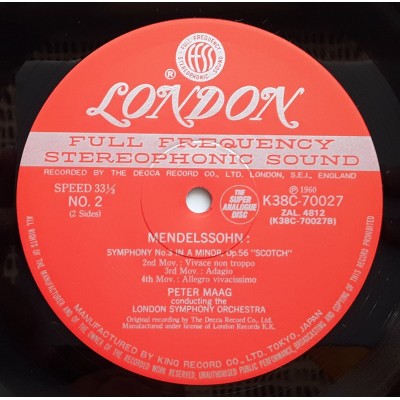 FULL FREQUENCY
ffss
STEREOPHONIC SOUND
®
LONDON
FULL FREQUENCY
STEREOPHONIC SOUND
RECORDED BY THE DECCA RECORD CO., LTD. LONDON, S.E.I., ENGLAND
SPEED 33⅓
NO. 2
(2 Sides)
THE
SUPER
ANALOGUE
DISC
Ⓟ 1960
K38C-70027
ZAL. 4812
(K38C-70027B)
MENDELSSOHN :
SYMPHONY No.3 IN A MINOR, Op.56 "SCOTCH"
2nd Mov. : Vivace non troppo
3rd Mov. : Adagio
4th Mov. : Allegro vivacissimo
PETER MAAG
conducting the
LONDON SYMPHONY ORCHESTRA
Original recording by The Decca Record Co., Ltd.
Manufactured under license of London Records K.K.
ALL RIGHTS OF THE MANUFACTURER AND OF THE OWNER OF THE RECORDED WORK RESERVED, UNAUTHORISED PUBLIC PERFORMANCE, BROADCASTING AND COPYING OF THIS RECORD PROHIBITED
MANUFACTURED BY KING RECORD CO., LTD. TOKYO, JAPAN